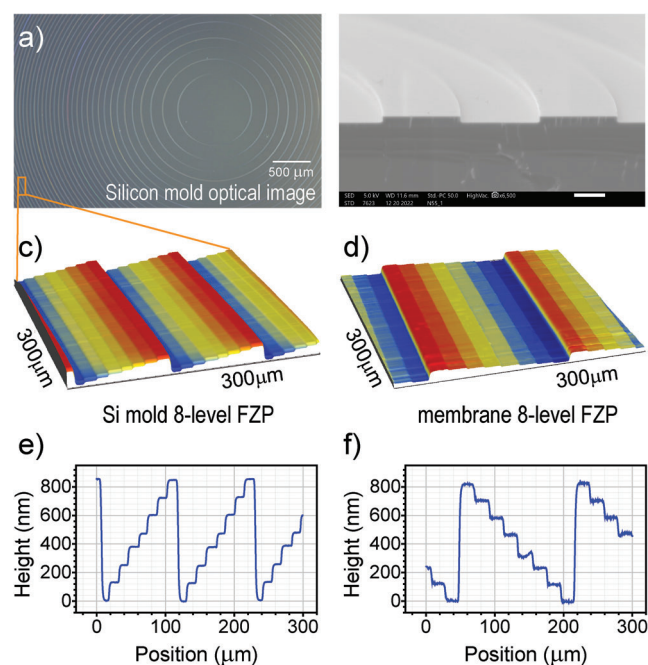 a)
500 μm
Silicon mold optical image
SED 5.0 kV WD 11.6 mm Std. PC 50.0 HighVac. x6,500
STD 7623 12 20 2022 N55_1
c)
d)
300μm
300μm
300μm
300μm
Si mold 8-level FZP
membrane 8-level FZP
e)
f)
Height (nm)
800
600
400
200
0
0
100
200
300
Position (μm)
Height (nm)
800
600
400
200
0
0
100
200
300
Position (μm)